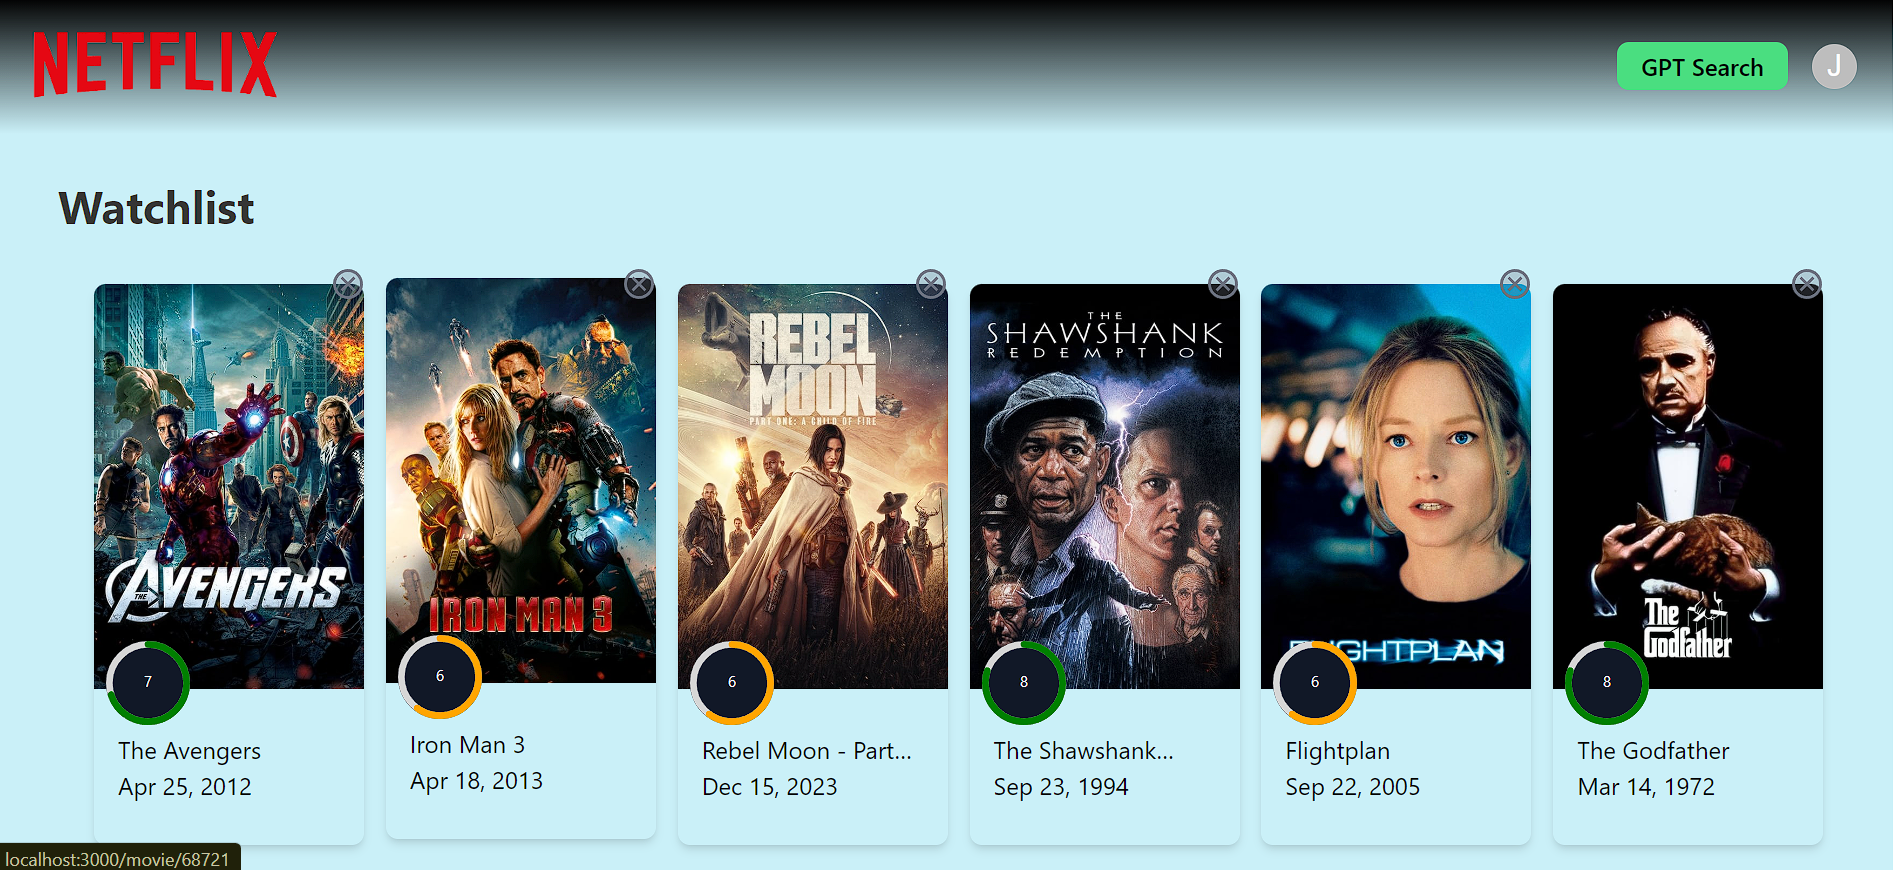 NETFLIX
GPT Search
J
Watchlist
THE
AVENGERS
7
The Avengers
Apr 25, 2012
IRON MAN 3
6
Iron Man 3
Apr 18, 2013
REBEL
MOON
PART ONE: A CHILD OF FIRE
6
Rebel Moon - Part...
Dec 15, 2023
THE
SHAWSHANK
REDEMPTION
8
The Shawshank...
Sep 23, 1994
FLIGHTPLAN
6
Flightplan
Sep 22, 2005
The
Godfather
8
The Godfather
Mar 14, 1972
localhost:3000/movie/68721